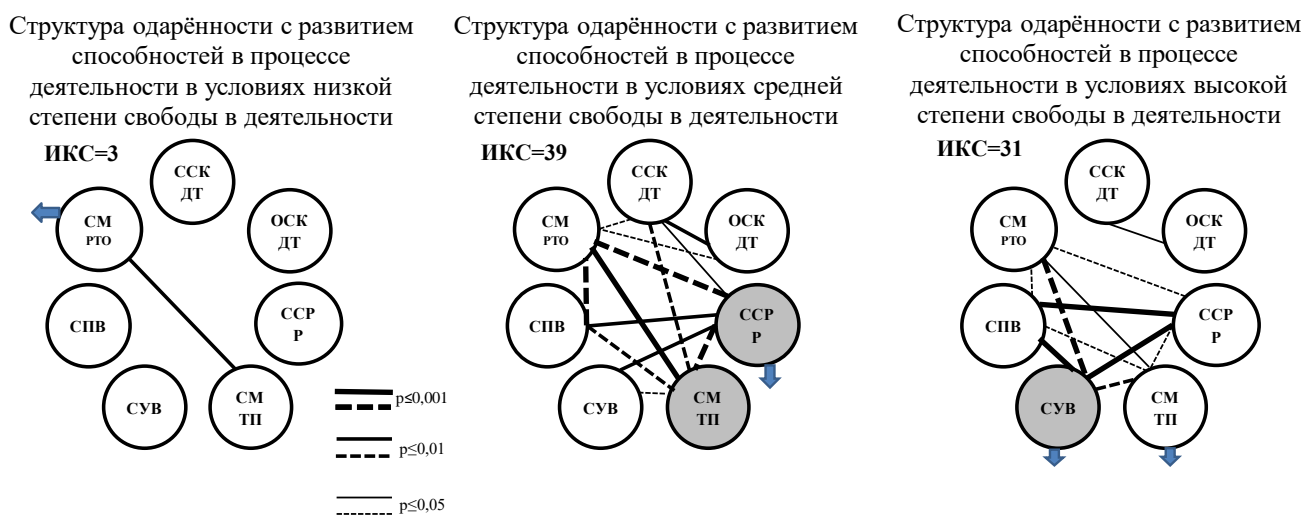 Структура одарённости с развитием
способностей в процессе
деятельности в условиях низкой
степени свободы в деятельности
ИКС=3
ССК
ДТ
СМ
РТО
ОСК
ДТ
СПВ
ССР
Р
СУВ
СМ
ТП
p≤0,001
p≤0,01
p≤0,05
Структура одарённости с развитием
способностей в процессе
деятельности в условиях средней
степени свободы в деятельности
ИКС=39
ССК
ДТ
СМ
РТО
ОСК
ДТ
СПВ
ССР
Р
СУВ
СМ
ТП
Структура одарённости с развитием
способностей в процессе
деятельности в условиях высокой
степени свободы в деятельности
ИКС=31
ССК
ДТ
СМ
РТО
ОСК
ДТ
СПВ
ССР
Р
СУВ
СМ
ТП